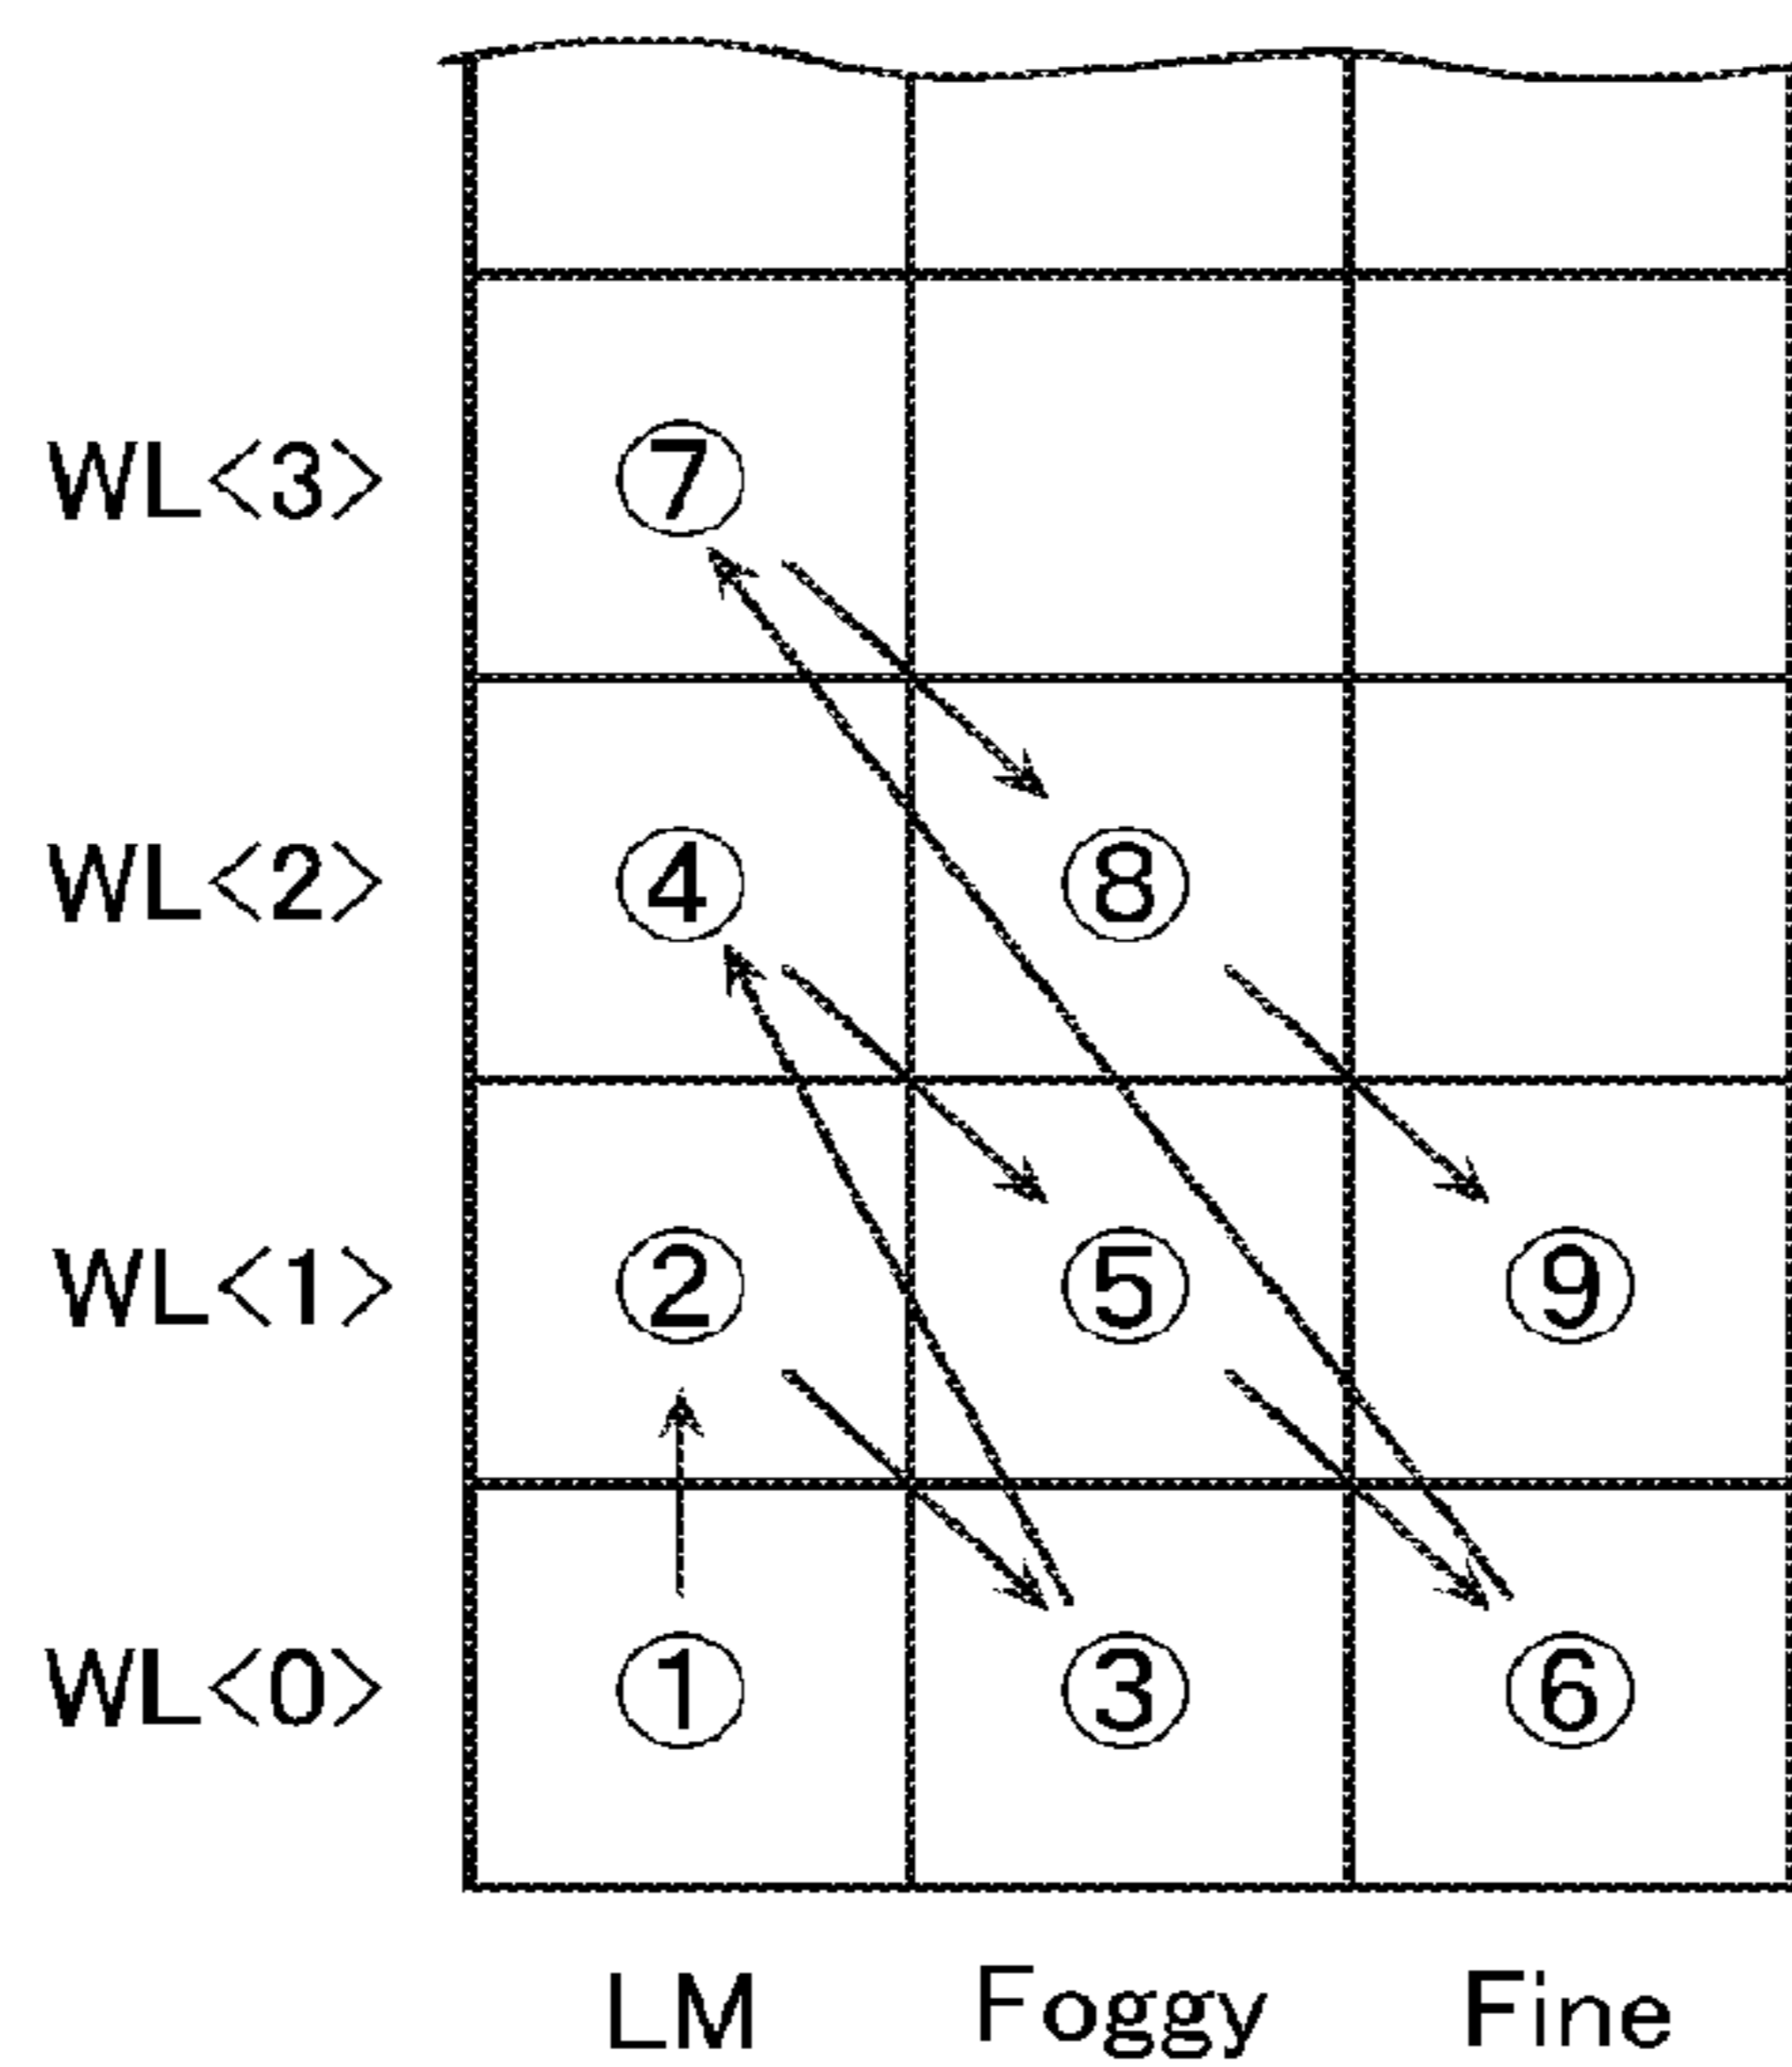 WL<3> ⑦
WL<2> ④ ⑧
WL<1> ② ⑤ ⑨
WL<0> ① ③ ⑥
LM Foggy Fine